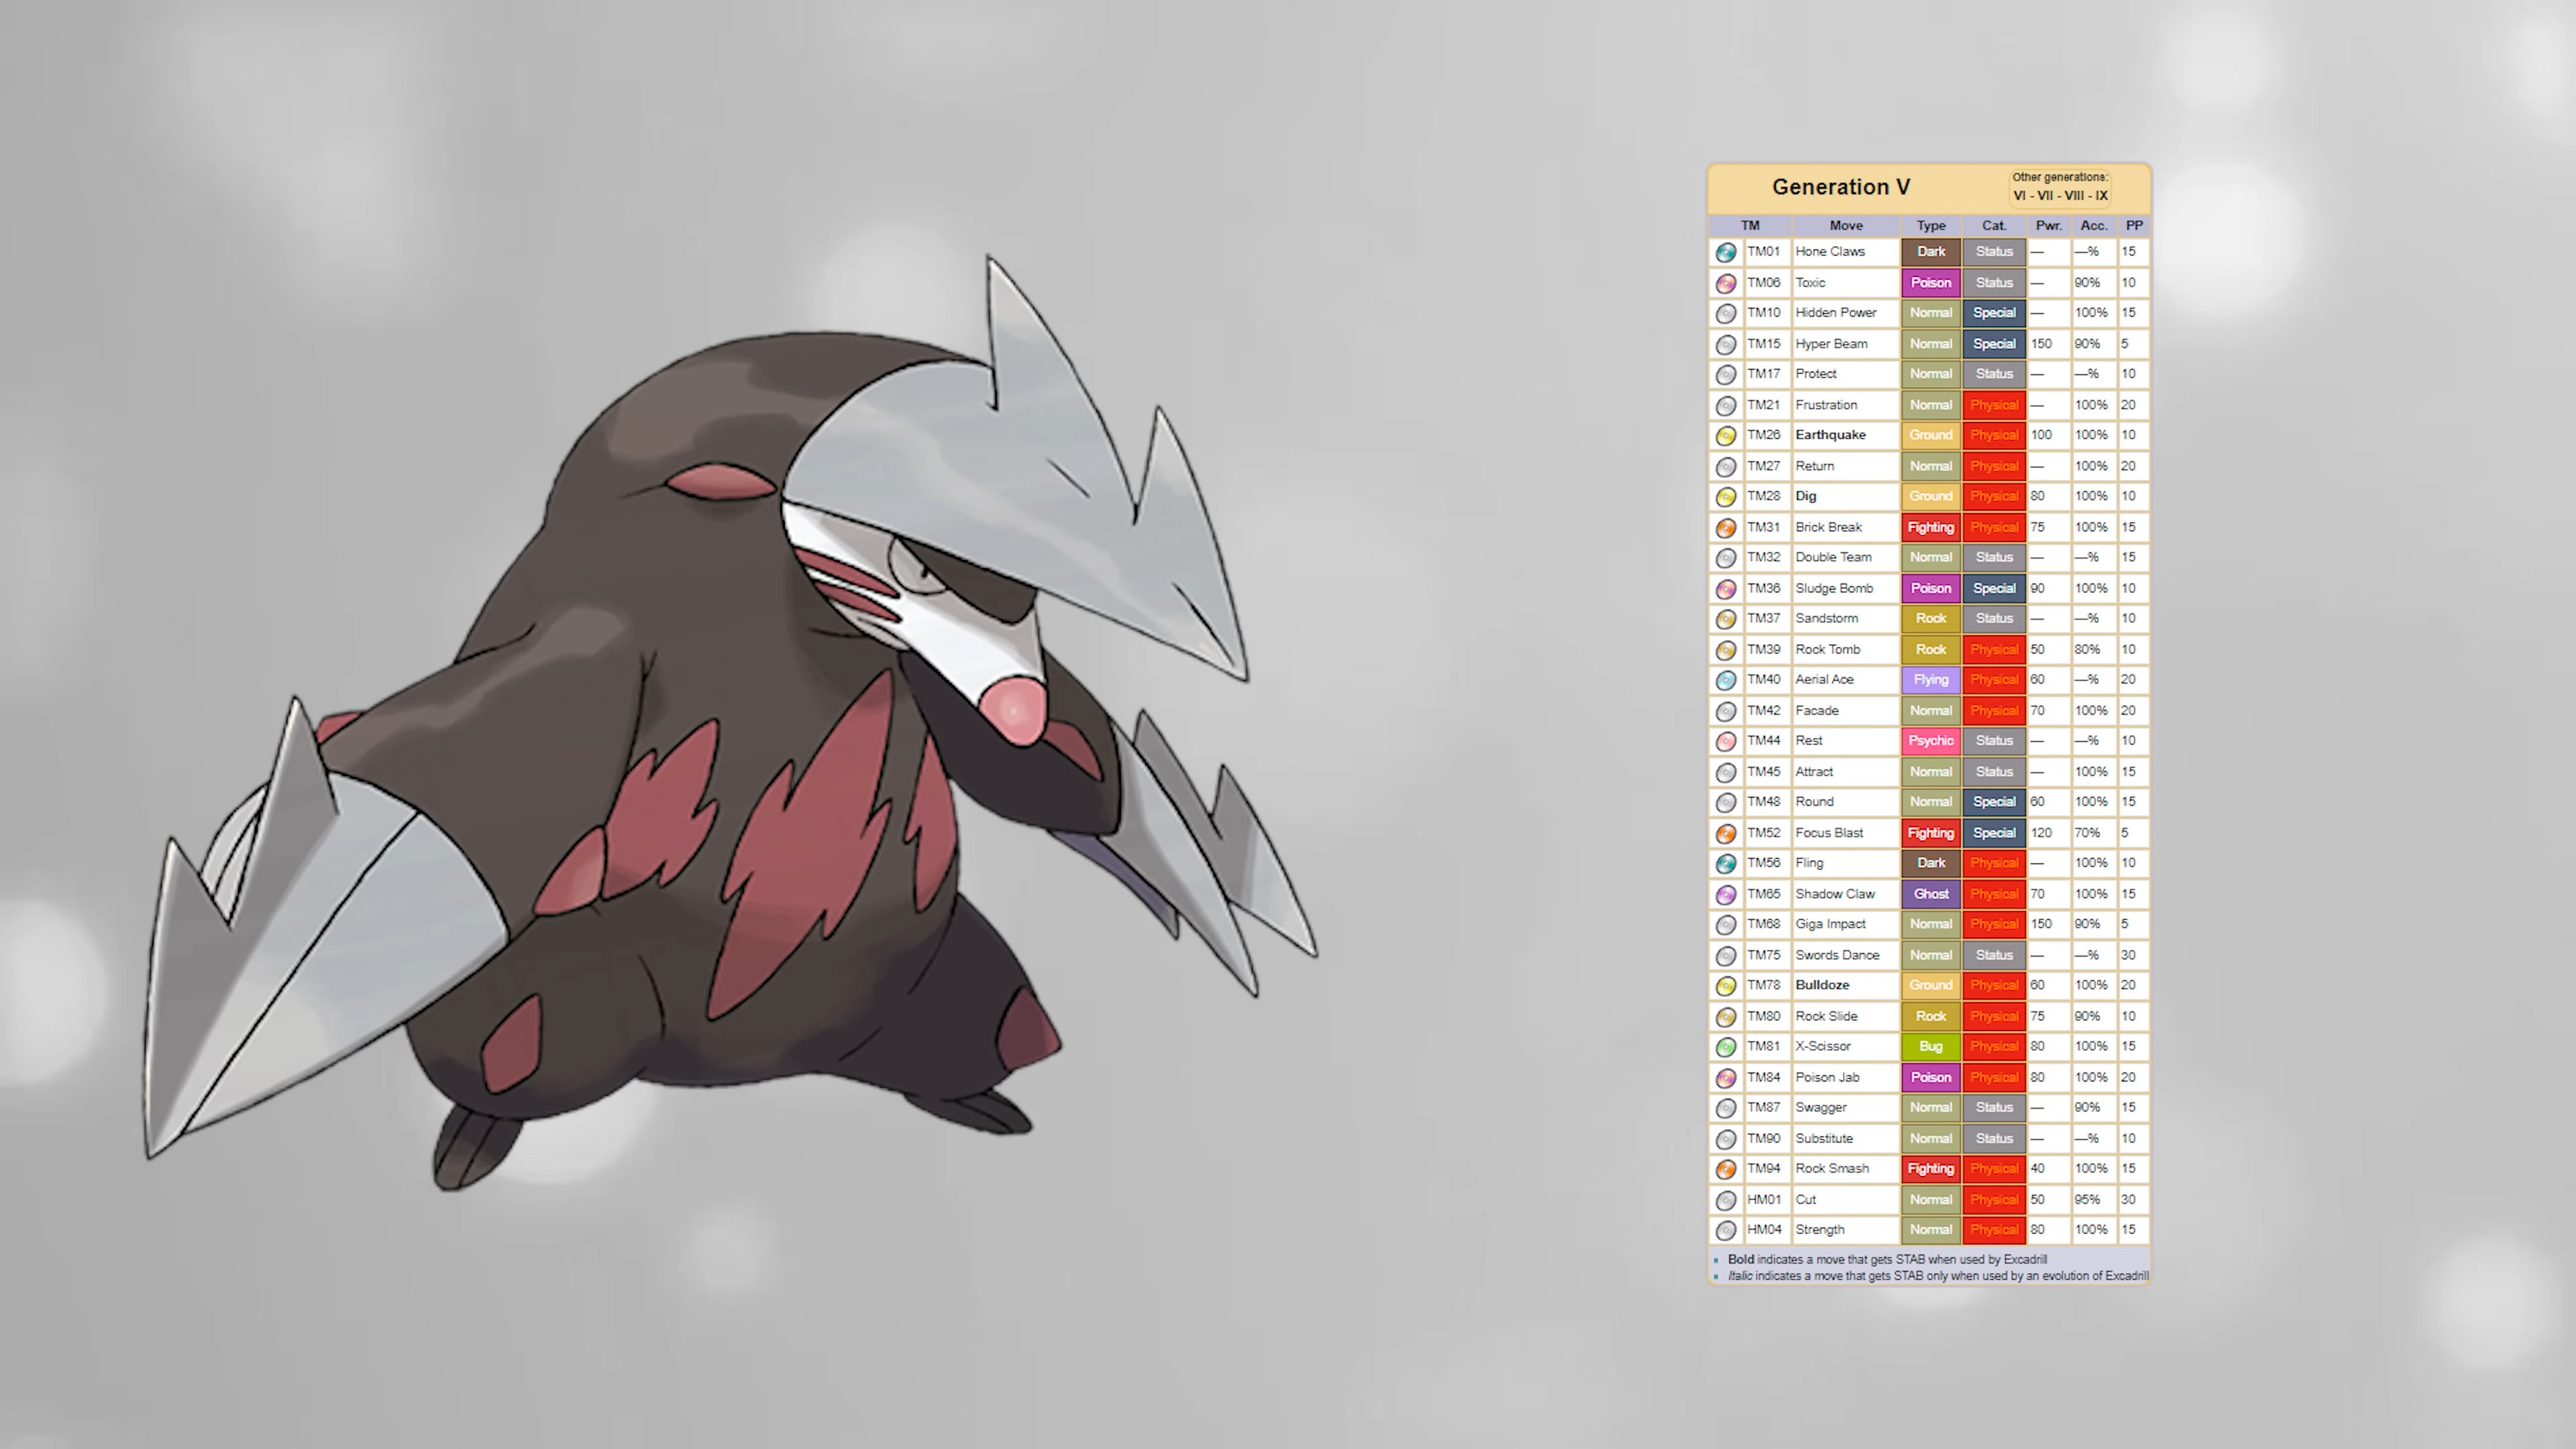 Generation V
Other generations:
VI - VII - VIII - IX
TM Move Type Cat. Pwr. Acc. PP
TM01 Hone Claws Dark Status — —% 15
TM06 Toxic Poison Status — 90% 10
TM10 Hidden Power Normal Special — 100% 15
TM15 Hyper Beam Normal Special 150 90% 5
TM17 Protect Normal Status — —% 10
TM21 Frustration Normal Physical — 100% 20
TM26 Earthquake Ground Physical 100 100% 10
TM27 Return Normal Physical — 100% 20
TM28 Dig Ground Physical 80 100% 10
TM31 Brick Break Fighting Physical 75 100% 15
TM32 Double Team Normal Status — —% 15
TM36 Sludge Bomb Poison Special 90 100% 10
TM37 Sandstorm Rock Status — —% 10
TM39 Rock Tomb Rock Physical 50 80% 10
TM40 Aerial Ace Flying Physical 60 —% 20
TM42 Facade Normal Physical 70 100% 20
TM44 Rest Psychic Status — —% 10
TM45 Attract Normal Status — 100% 15
TM48 Round Normal Special 60 100% 15
TM52 Focus Blast Fighting Special 120 70% 5
TM56 Fling Dark Physical — 100% 10
TM65 Shadow Claw Ghost Physical 70 100% 15
TM68 Giga Impact Normal Physical 150 90% 5
TM75 Swords Dance Normal Status — —% 30
TM78 Bulldoze Ground Physical 60 100% 20
TM80 Rock Slide Rock Physical 75 90% 10
TM81 X-Scissor Bug Physical 80 100% 15
TM84 Poison Jab Poison Physical 80 100% 20
TM87 Swagger Normal Status — 90% 15
TM90 Substitute Normal Status — —% 10
TM94 Rock Smash Fighting Physical 40 100% 15
HM01 Cut Normal Physical 50 95% 30
HM04 Strength Normal Physical 80 100% 15
Bold indicates a move that gets STAB when used by Excadrill
Italic indicates a move that gets STAB only when used by an evolution of Excadrill